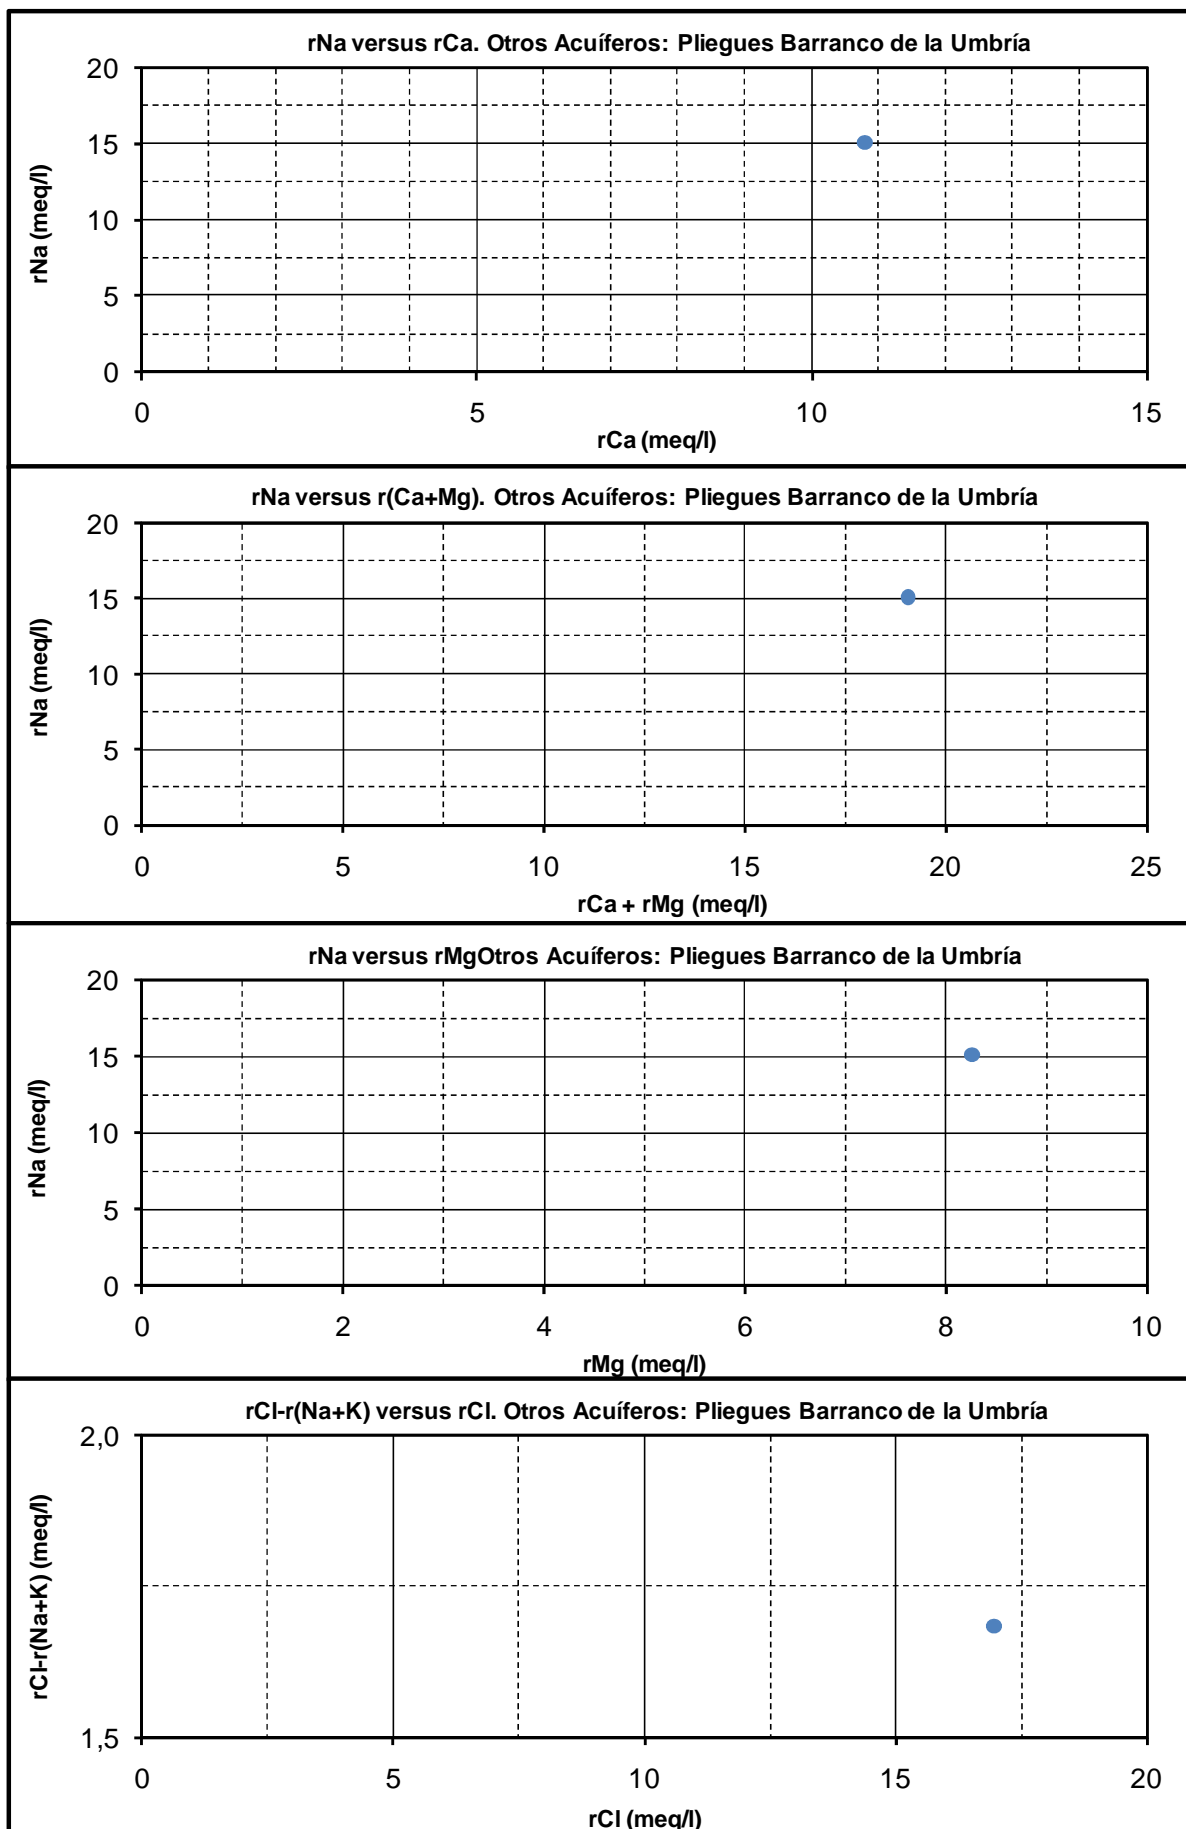 rNa versus rCa. Otros Acuíferos: Pliegues Barranco de la Umbría
20
15
10
5
0
rNa (meq/l)
0 5 10 15
rCa (meq/l)
rNa versus r(Ca+Mg). Otros Acuíferos: Pliegues Barranco de la Umbría
20
15
10
5
0
rNa (meq/l)
0 5 10 15 20 25
rCa + rMg (meq/l)
rNa versus rMgOtros Acuíferos: Pliegues Barranco de la Umbría
20
15
10
5
0
rNa (meq/l)
0 2 4 6 8 10
rMg (meq/l)
rCl-r(Na+K) versus rCl. Otros Acuíferos: Pliegues Barranco de la Umbría
2,0
1,5
rCl-r(Na+K) (meq/l)
0 5 10 15 20
rCl (meq/l)